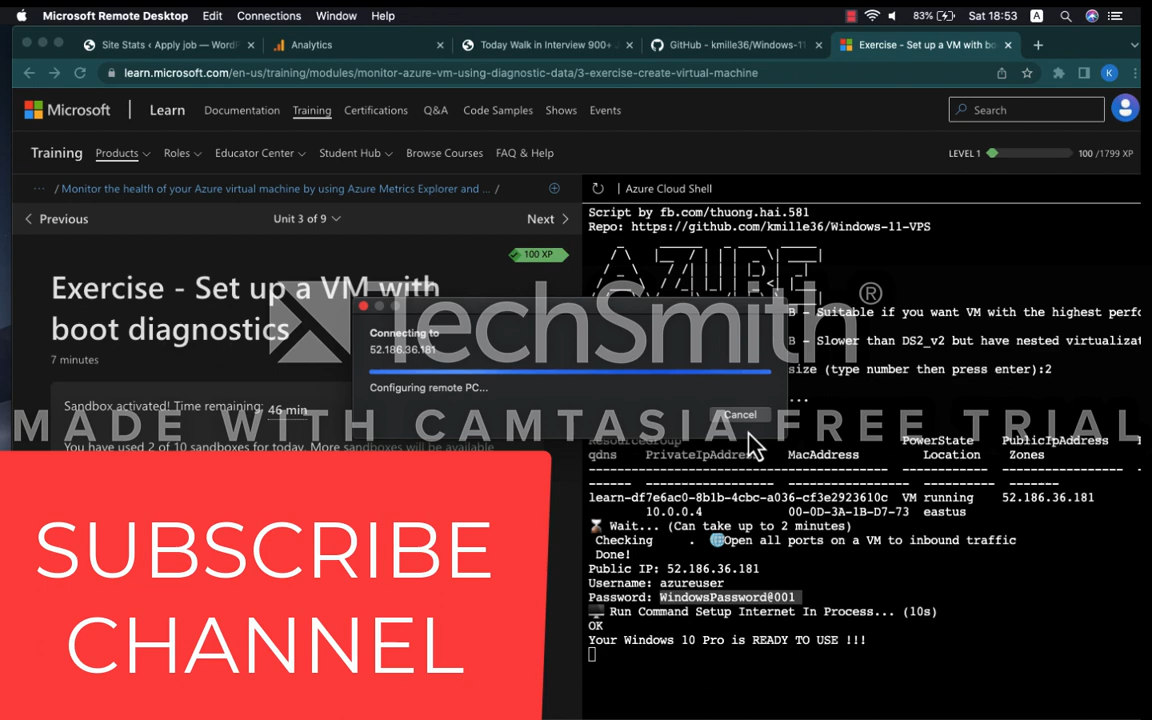 Microsoft Remote Desktop Edit Connections Window Help 83% Sat 18:53 A
Site Stats ‹ Apply job — WordP
Analytics
Today Walk in Interview 900+
GitHub - kmille36/Windows-11
Exercise - Set up a VM with bo
learn.microsoft.com/en-us/training/modules/monitor-azure-vm-using-diagnostic-data/3-exercise-create-virtual-machine
K
Microsoft Learn Documentation Training Certifications Q&A Code Samples Shows Events Search
Training Products Roles Educator Center Student Hub Browse Courses FAQ & Help LEVEL 1 100 /1799 XP
... / Monitor the health of your Azure virtual machine by using Azure Metrics Explorer and ... /
Previous Unit 3 of 9 Next
100 XP
Exercise - Set up a VM with
boot diagnostics
7 minutes
Sandbox activated! Time remaining: 46 min
You have used 2 of 10 sandboxes for today. More sandboxes will be available
Connecting to
52.186.36.181
Configuring remote PC...
Cancel
TechSmith®
MADE WITH CAMTASIA FREE TRIAL
SUBSCRIBE
CHANNEL
Azure Cloud Shell
Script by fb.com/thuong.hai.581
Repo: https://github.com/kmille36/Windows-11-VPS
AZURE
B - Suitable if you want VM with the highest perfo
B - Slower than DS2_v2 but have nested virtualizat
size (type number then press enter):2
...
ResourceGroup PowerState PublicIpAddress
qdns PrivateIpAddress MacAddress Location Zones
learn-df7e6ac0-8b1b-4cbc-a036-cf3e2923610c VM running 52.186.36.181
10.0.0.4 00-0D-3A-1B-D7-73 eastus
Wait... (Can take up to 2 minutes)
Checking . Open all ports on a VM to inbound traffic
Done!
Public IP: 52.186.36.181
Username: azureuser
Password: WindowsPassword@001
Run Command Setup Internet In Process... (10s)
OK
Your Windows 10 Pro is READY TO USE !!!